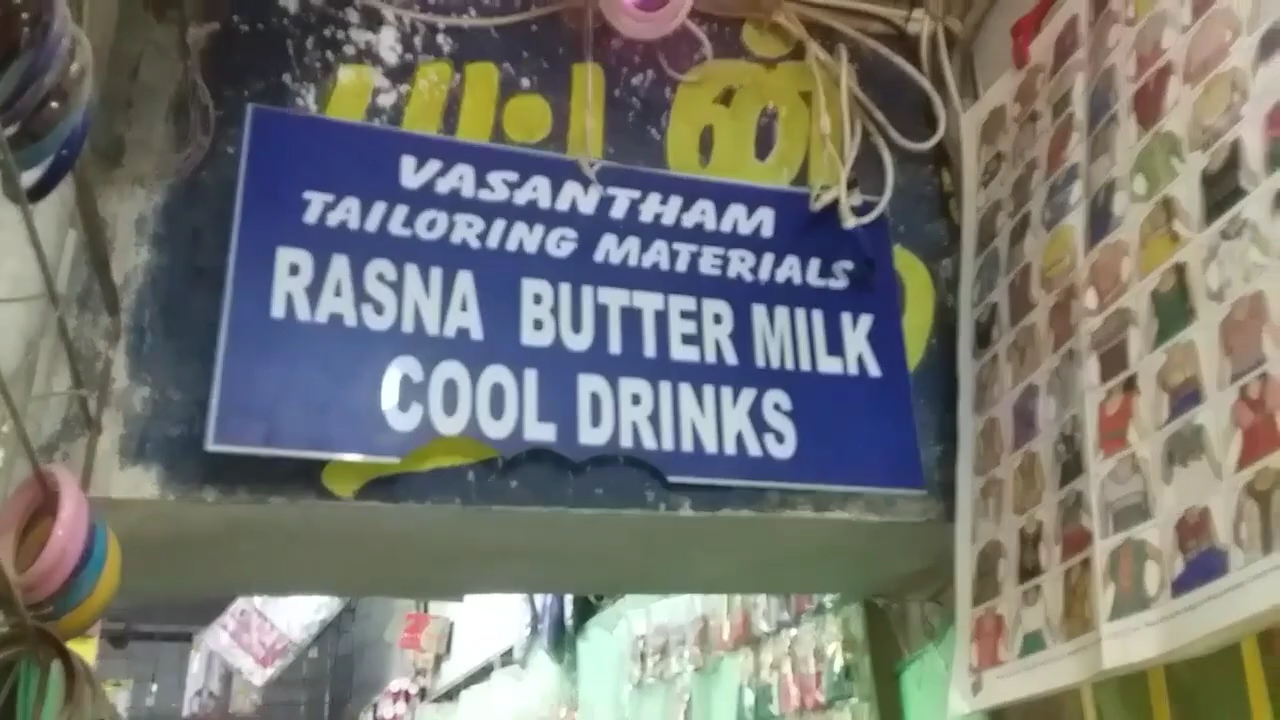 VASANTHAM
TAILORING MATERIALS
RASNA BUTTER MILK
COOL DRINKS